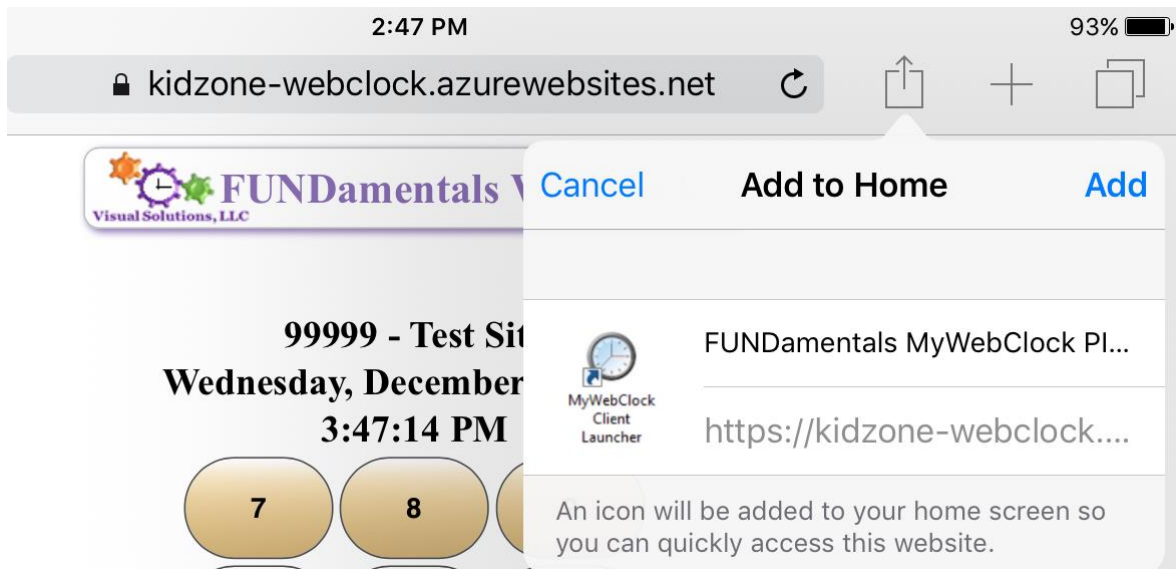 2:47 PM
93%
kidzone-webclock.azurewebsites.net
FUNDamentals
Visual Solutions, LLC
Cancel
Add to Home
Add
99999 - Test
Wednesday, December
3:47:14 PM
MyWebClock
Client
Launcher
FUNDamentals MyWebClock Pl...
https://kidzone-webclock....
7
8
An icon will be added to your home screen so
you can quickly access this website.